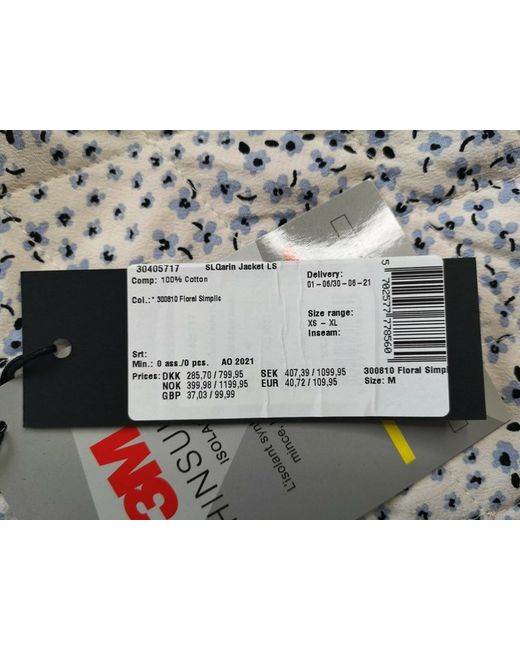 30405717 SLQarin Jacket LS
Comp: 100% Cotton
Col.: * 300810 Floral Simplic
Delivery:
01 - 06/30 - 06 - 21
Size range:
XS - XL
Inseam:
Srt:
Min.: 0 ass./0 pcs. AO 2021
Prices: DKK 285,70 / 799,95 SEK 407,39 / 1099,95
NOK 399,98 / 1199,95 EUR 40,72 / 109,95
GBP 37,03 / 99,99
5 702577 778560
300810 Floral Simpli
Size: M
3M
HINSU
ISOLA
L'isolant syn
mince,